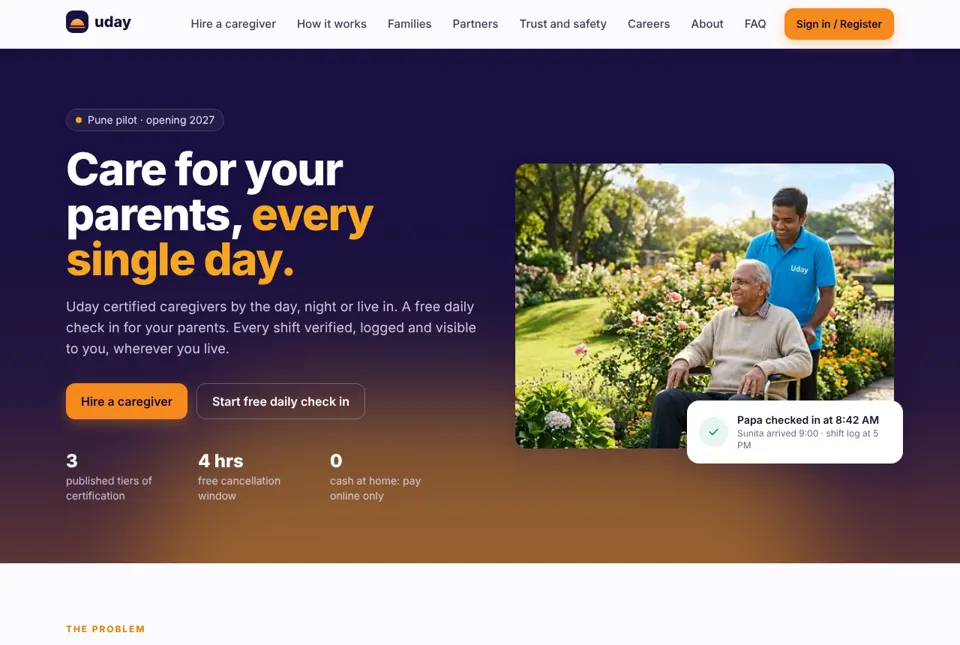 uday
Hire a caregiver
How it works
Families
Partners
Trust and safety
Careers
About
FAQ
Sign in / Register
Pune pilot · opening 2027
Care for your
parents, every
single day.
Uday certified caregivers by the day, night or live in. A free daily
check in for your parents. Every shift verified, logged and visible
to you, wherever you live.
Hire a caregiver
Start free daily check in
3
published tiers of
certification
4 hrs
free cancellation
window
0
cash at home: pay
online only
Uday
Papa checked in at 8:42 AM
Sunita arrived 9:00 · shift log at 5
PM
THE PROBLEM